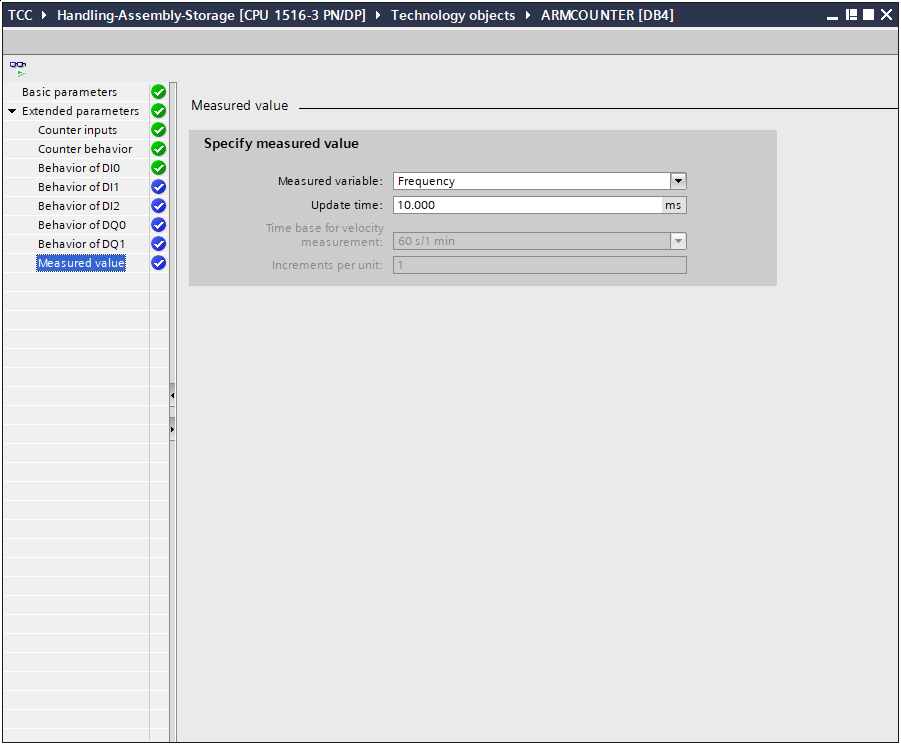 TCC Handling-Assembly-Storage [CPU 1516-3 PN/DP] Technology objects ARMCOUNTER [DB4]
Basic parameters
Extended parameters
Counter inputs
Counter behavior
Behavior of DI0
Behavior of DI1
Behavior of DI2
Behavior of DQ0
Behavior of DQ1
Measured value
Measured value
Specify measured value
Measured variable: Frequency
Update time: 10.000 ms
Time base for velocity
measurement: 60 s/1 min
Increments per unit: 1